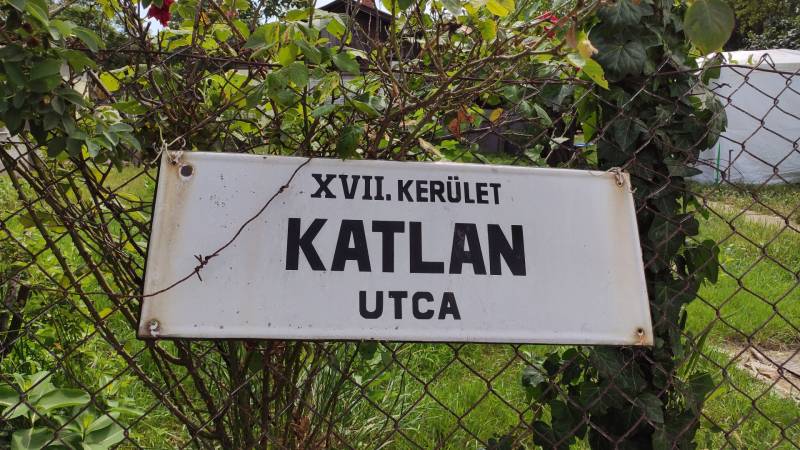 XVII. KERÜLET
KATLAN
UTCA